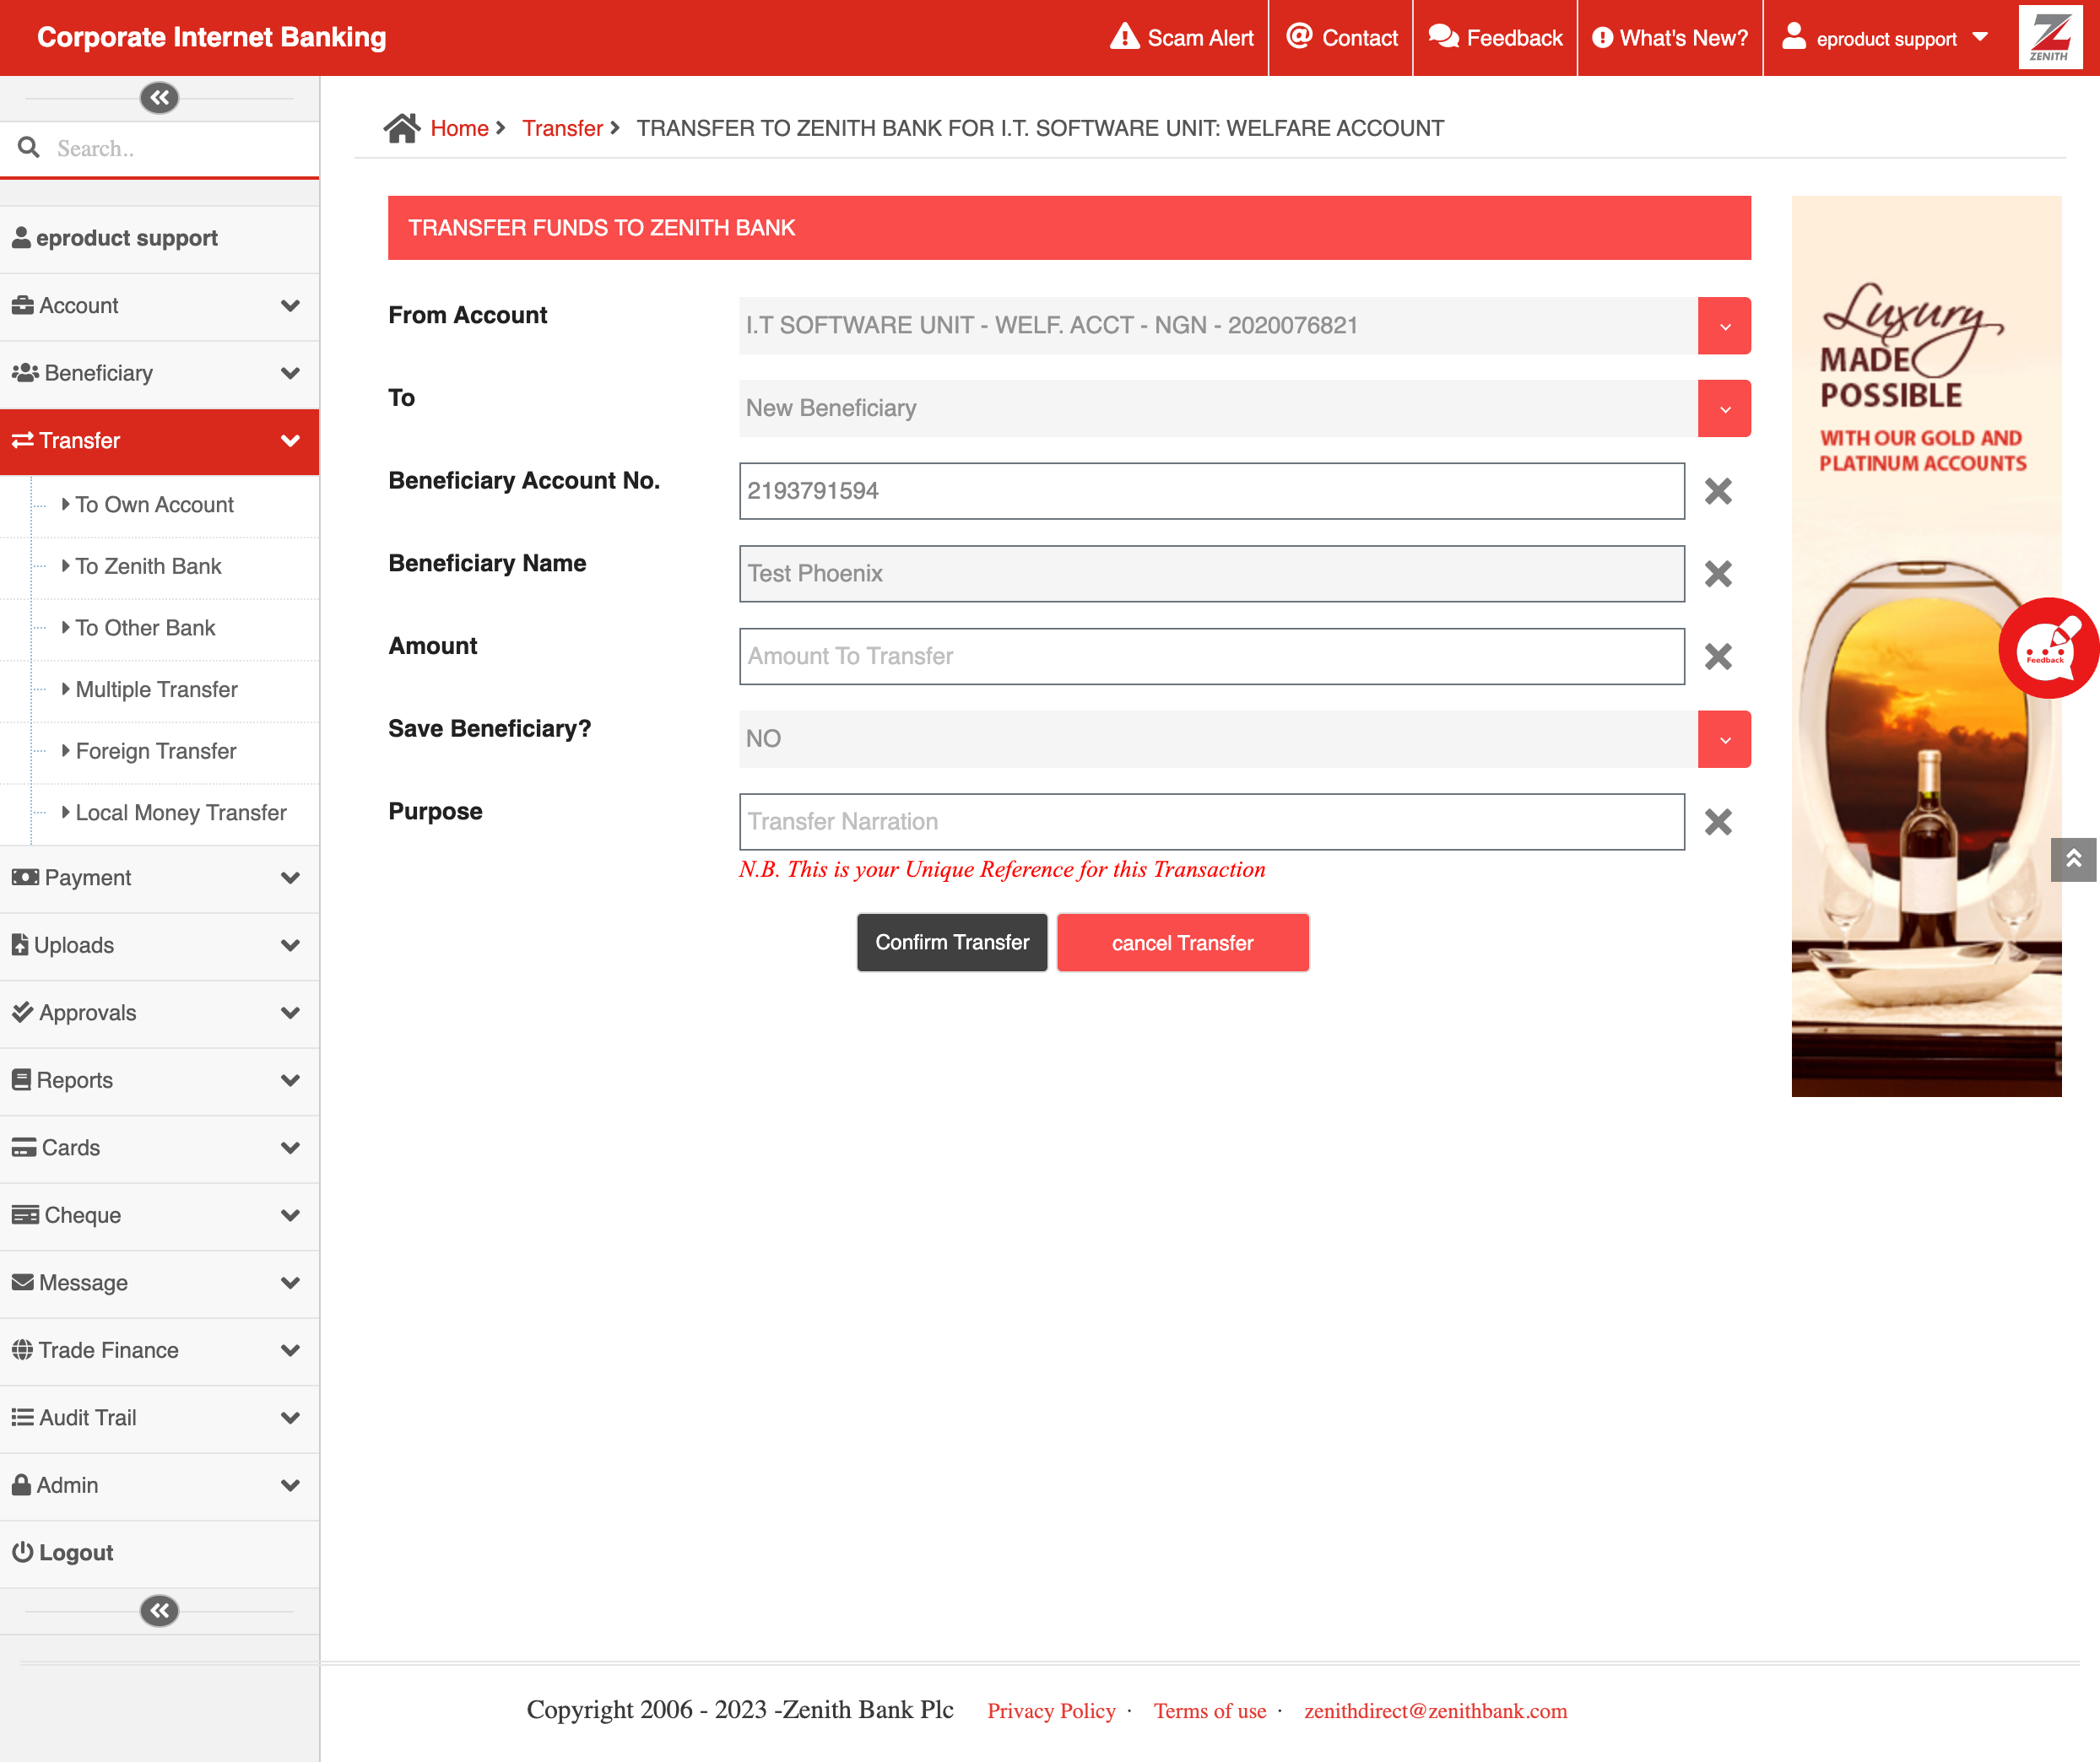 Corporate Internet Banking
Scam Alert
Contact
Feedback
What's New?
eproduct support
ZENITH
Search..
eproduct support
Account
Beneficiary
Transfer
To Own Account
To Zenith Bank
To Other Bank
Multiple Transfer
Foreign Transfer
Local Money Transfer
Payment
Uploads
Approvals
Reports
Cards
Cheque
Message
Trade Finance
Audit Trail
Admin
Logout
Home
Transfer
TRANSFER TO ZENITH BANK FOR I.T. SOFTWARE UNIT: WELFARE ACCOUNT
TRANSFER FUNDS TO ZENITH BANK
From Account
I.T SOFTWARE UNIT - WELF. ACCT - NGN - 2020076821
To
New Beneficiary
Beneficiary Account No.
2193791594
Beneficiary Name
Test Phoenix
Amount
Amount To Transfer
Save Beneficiary?
NO
Purpose
Transfer Narration
N.B. This is your Unique Reference for this Transaction
Confirm Transfer
cancel Transfer
Luxury
MADE
POSSIBLE
WITH OUR GOLD AND
PLATINUM ACCOUNTS
Feedback
Copyright 2006 - 2023 -Zenith Bank Plc
Privacy Policy ·
Terms of use ·
zenithdirect@zenithbank.com